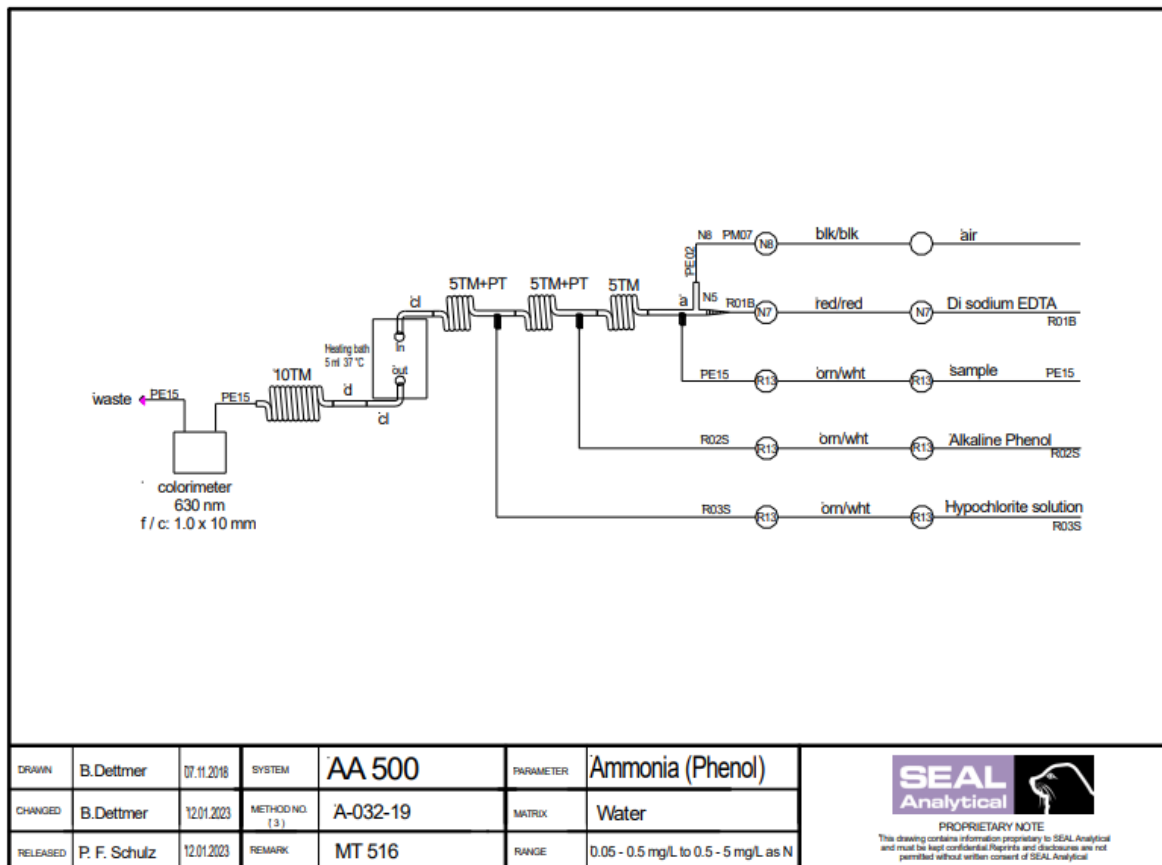 N8 PM07 N8 blk/blk air
PE02
5TM+PT 5TM+PT 5TM
cl a N5 R01B N7 red/red N7 Di sodium EDTA
R01B
Heating bath
5 ml 37 °C
In
out
PE15 R13 orn/wht R13 sample PE15
10TM
waste PE15 PE15 d
cl
R02S R13 orn/wht R13 Alkaline Phenol
R02S
colorimeter
630 nm
f / c: 1.0 x 10 mm
R03S R13 orn/wht R13 Hypochlorite solution
R03S
DRAWN B.Dettmer 07.11.2018 SYSTEM AA 500 PARAMETER Ammonia (Phenol)
CHANGED B.Dettmer 12.01.2023 METHOD NO. A-032-19 MATRIX Water
( 3 )
RELEASED P. F. Schulz 12.01.2023 REMARK MT 516 RANGE 0.05 - 0.5 mg/L to 0.5 - 5 mg/L as N
SEAL
Analytical
PROPRIETARY NOTE
This drawing contains information proprietary to SEAL Analytical
and must be kept confidential.Reprints and disclosures are not
permitted without written consent of SEAL Analytical